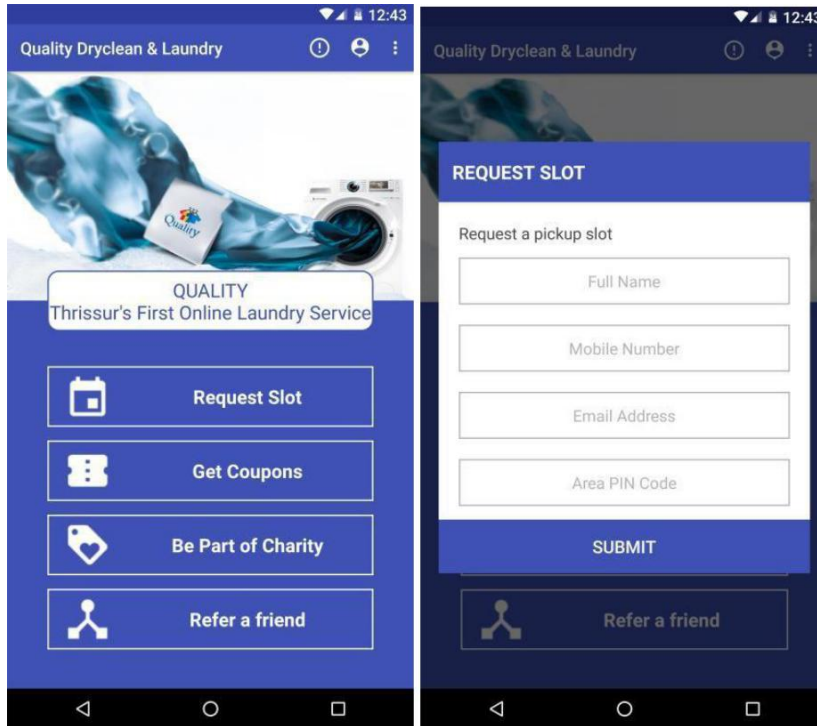 12:43
Quality Dryclean & Laundry
Quality
QUALITY
Thrissur's First Online Laundry Service
Request Slot
Get Coupons
Be Part of Charity
Refer a friend
12:43
Quality Dryclean & Laundry
REQUEST SLOT
Request a pickup slot
Full Name
Mobile Number
Email Address
Area PIN Code
SUBMIT
Refer a friend